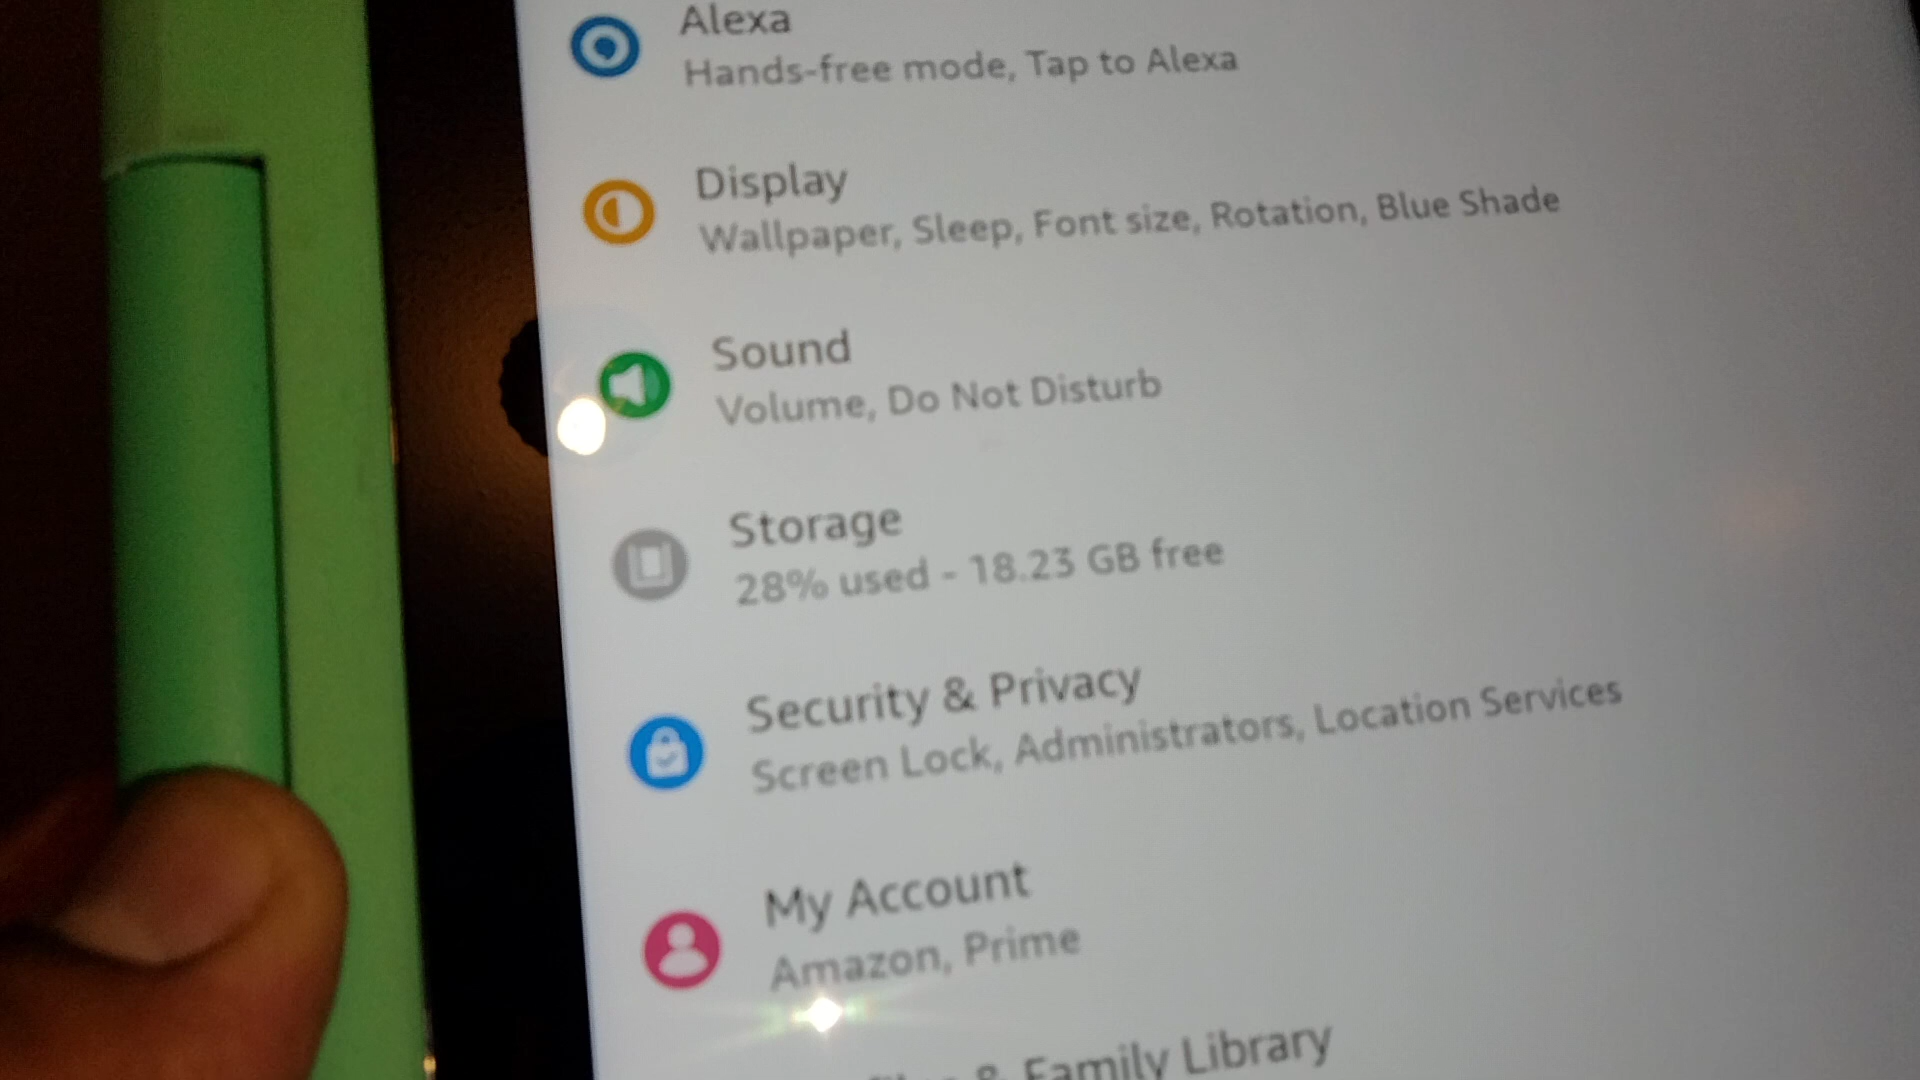 Alexa
Hands-free mode, Tap to Alexa
Display
Wallpaper, Sleep, Font size, Rotation, Blue Shade
Sound
Volume, Do Not Disturb
Storage
28% used - 18.23 GB free
Security & Privacy
Screen Lock, Administrators, Location Services
My Account
Amazon, Prime
& Family Library